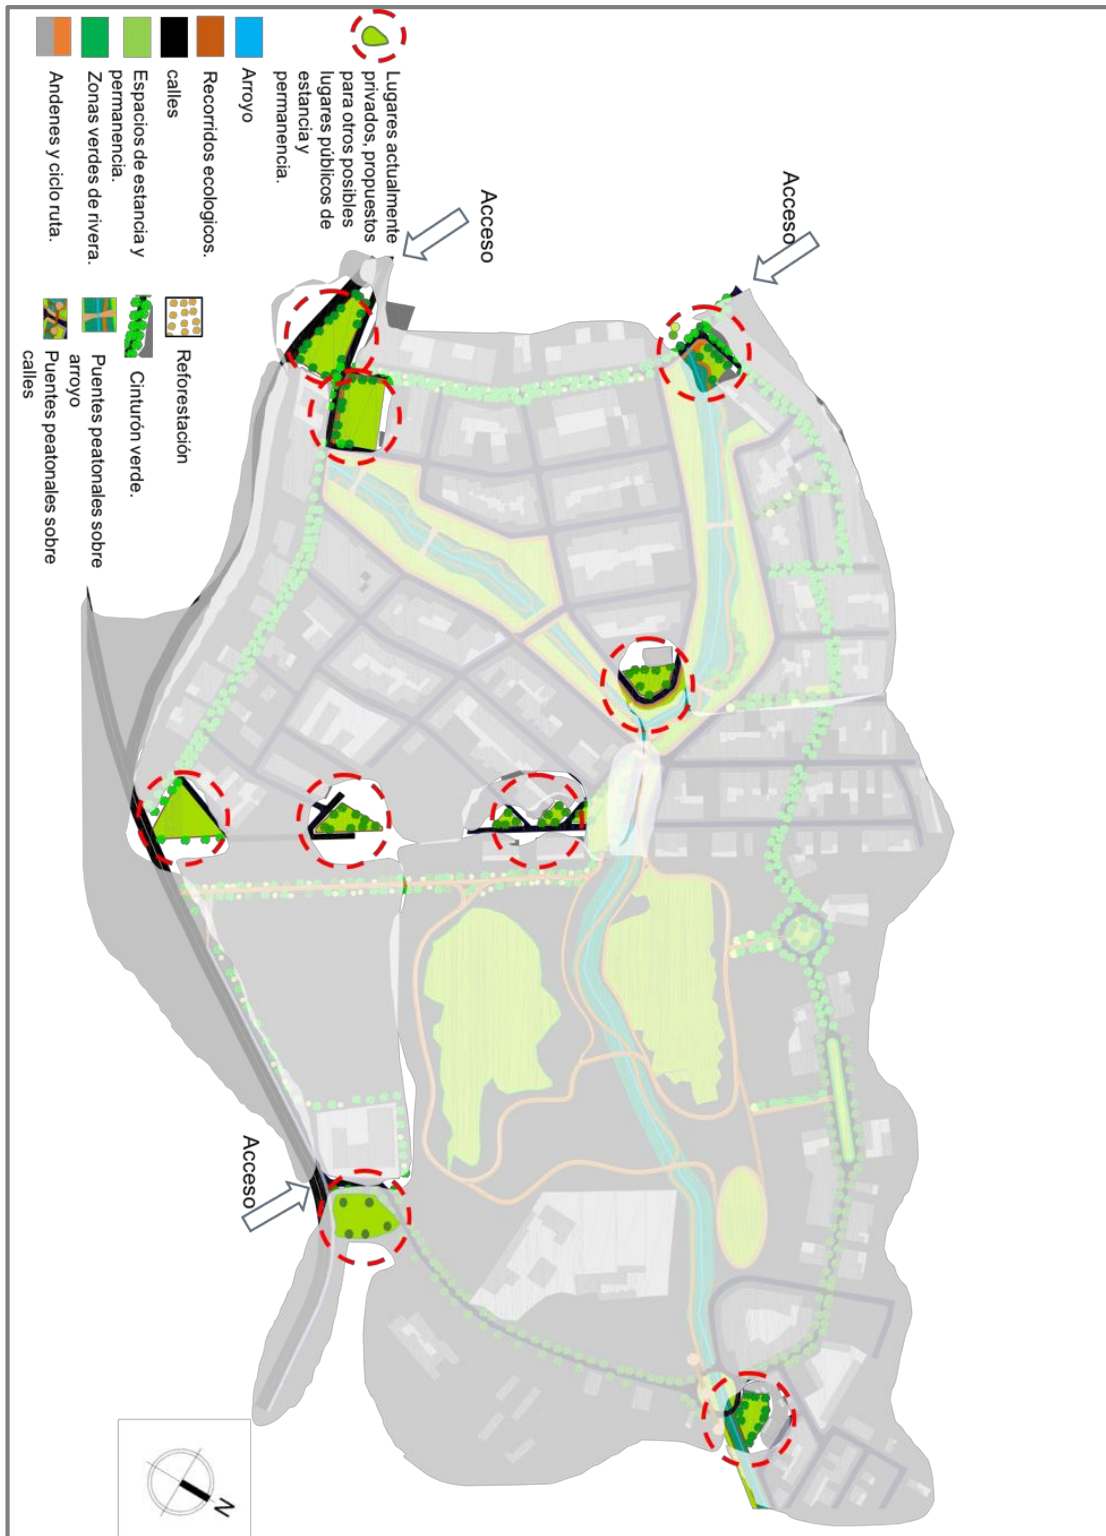 Lugares actualmente
privados, propuestos
para otros posibles
lugares públicos de
estancia y
permanencia.
Arroyo
Recorridos ecologicos.
calles
Espacios de estancia y
permanencia.
Zonas verdes de rivera.
Andenes y ciclo ruta.
Reforestación
Cinturón verde.
Puentes peatonales sobre
arroyo
Puentes peatonales sobre
calles
Acceso
Acceso
Acceso
N